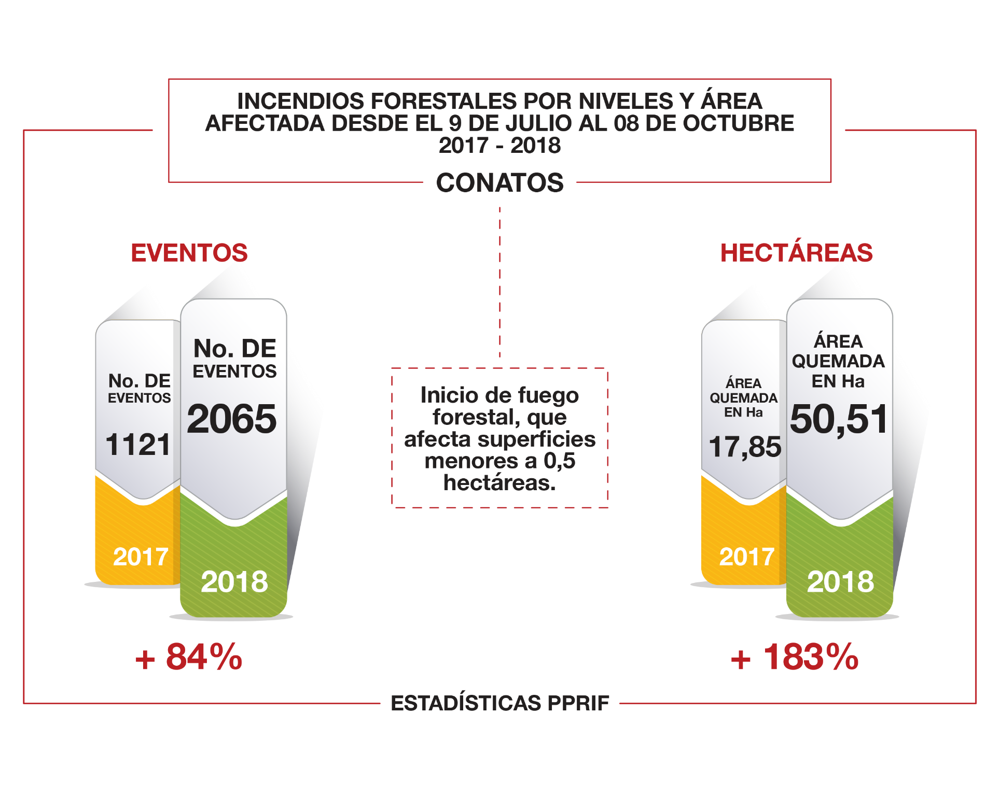 INCENDIOS FORESTALES POR NIVELES Y ÁREA
AFECTADA DESDE EL 9 DE JULIO AL 08 DE OCTUBRE
2017 - 2018
CONATOS
EVENTOS
No. DE
EVENTOS
1121
2017
No. DE
EVENTOS
2065
2018
+ 84%
Inicio de fuego
forestal, que
afecta superficies
menores a 0,5
hectáreas.
HECTÁREAS
ÁREA
QUEMADA
EN Ha
17,85
2017
ÁREA
QUEMADA
EN Ha
50,51
2018
+ 183%
ESTADÍSTICAS PPRIF